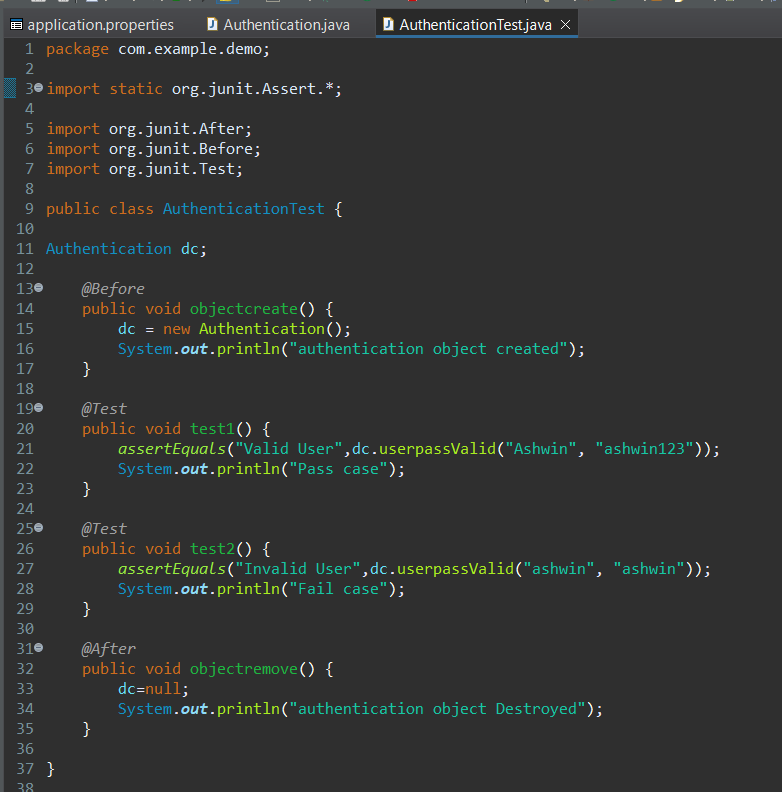 application.properties
Authentication.java
AuthenticationTest.java
1 package com.example.demo;
2
3 import static org.junit.Assert.*;
4
5 import org.junit.After;
6 import org.junit.Before;
7 import org.junit.Test;
8
9 public class AuthenticationTest {
10
11 Authentication dc;
12
13     @Before
14     public void objectcreate() {
15         dc = new Authentication();
16         System.out.println("authentication object created");
17     }
18
19     @Test
20     public void test1() {
21         assertEquals("Valid User",dc.userpassValid("Ashwin", "ashwin123"));
22         System.out.println("Pass case");
23     }
24
25     @Test
26     public void test2() {
27         assertEquals("Invalid User",dc.userpassValid("ashwin", "ashwin"));
28         System.out.println("Fail case");
29     }
30
31     @After
32     public void objectremove() {
33         dc=null;
34         System.out.println("authentication object Destroyed");
35     }
36
37 }
38